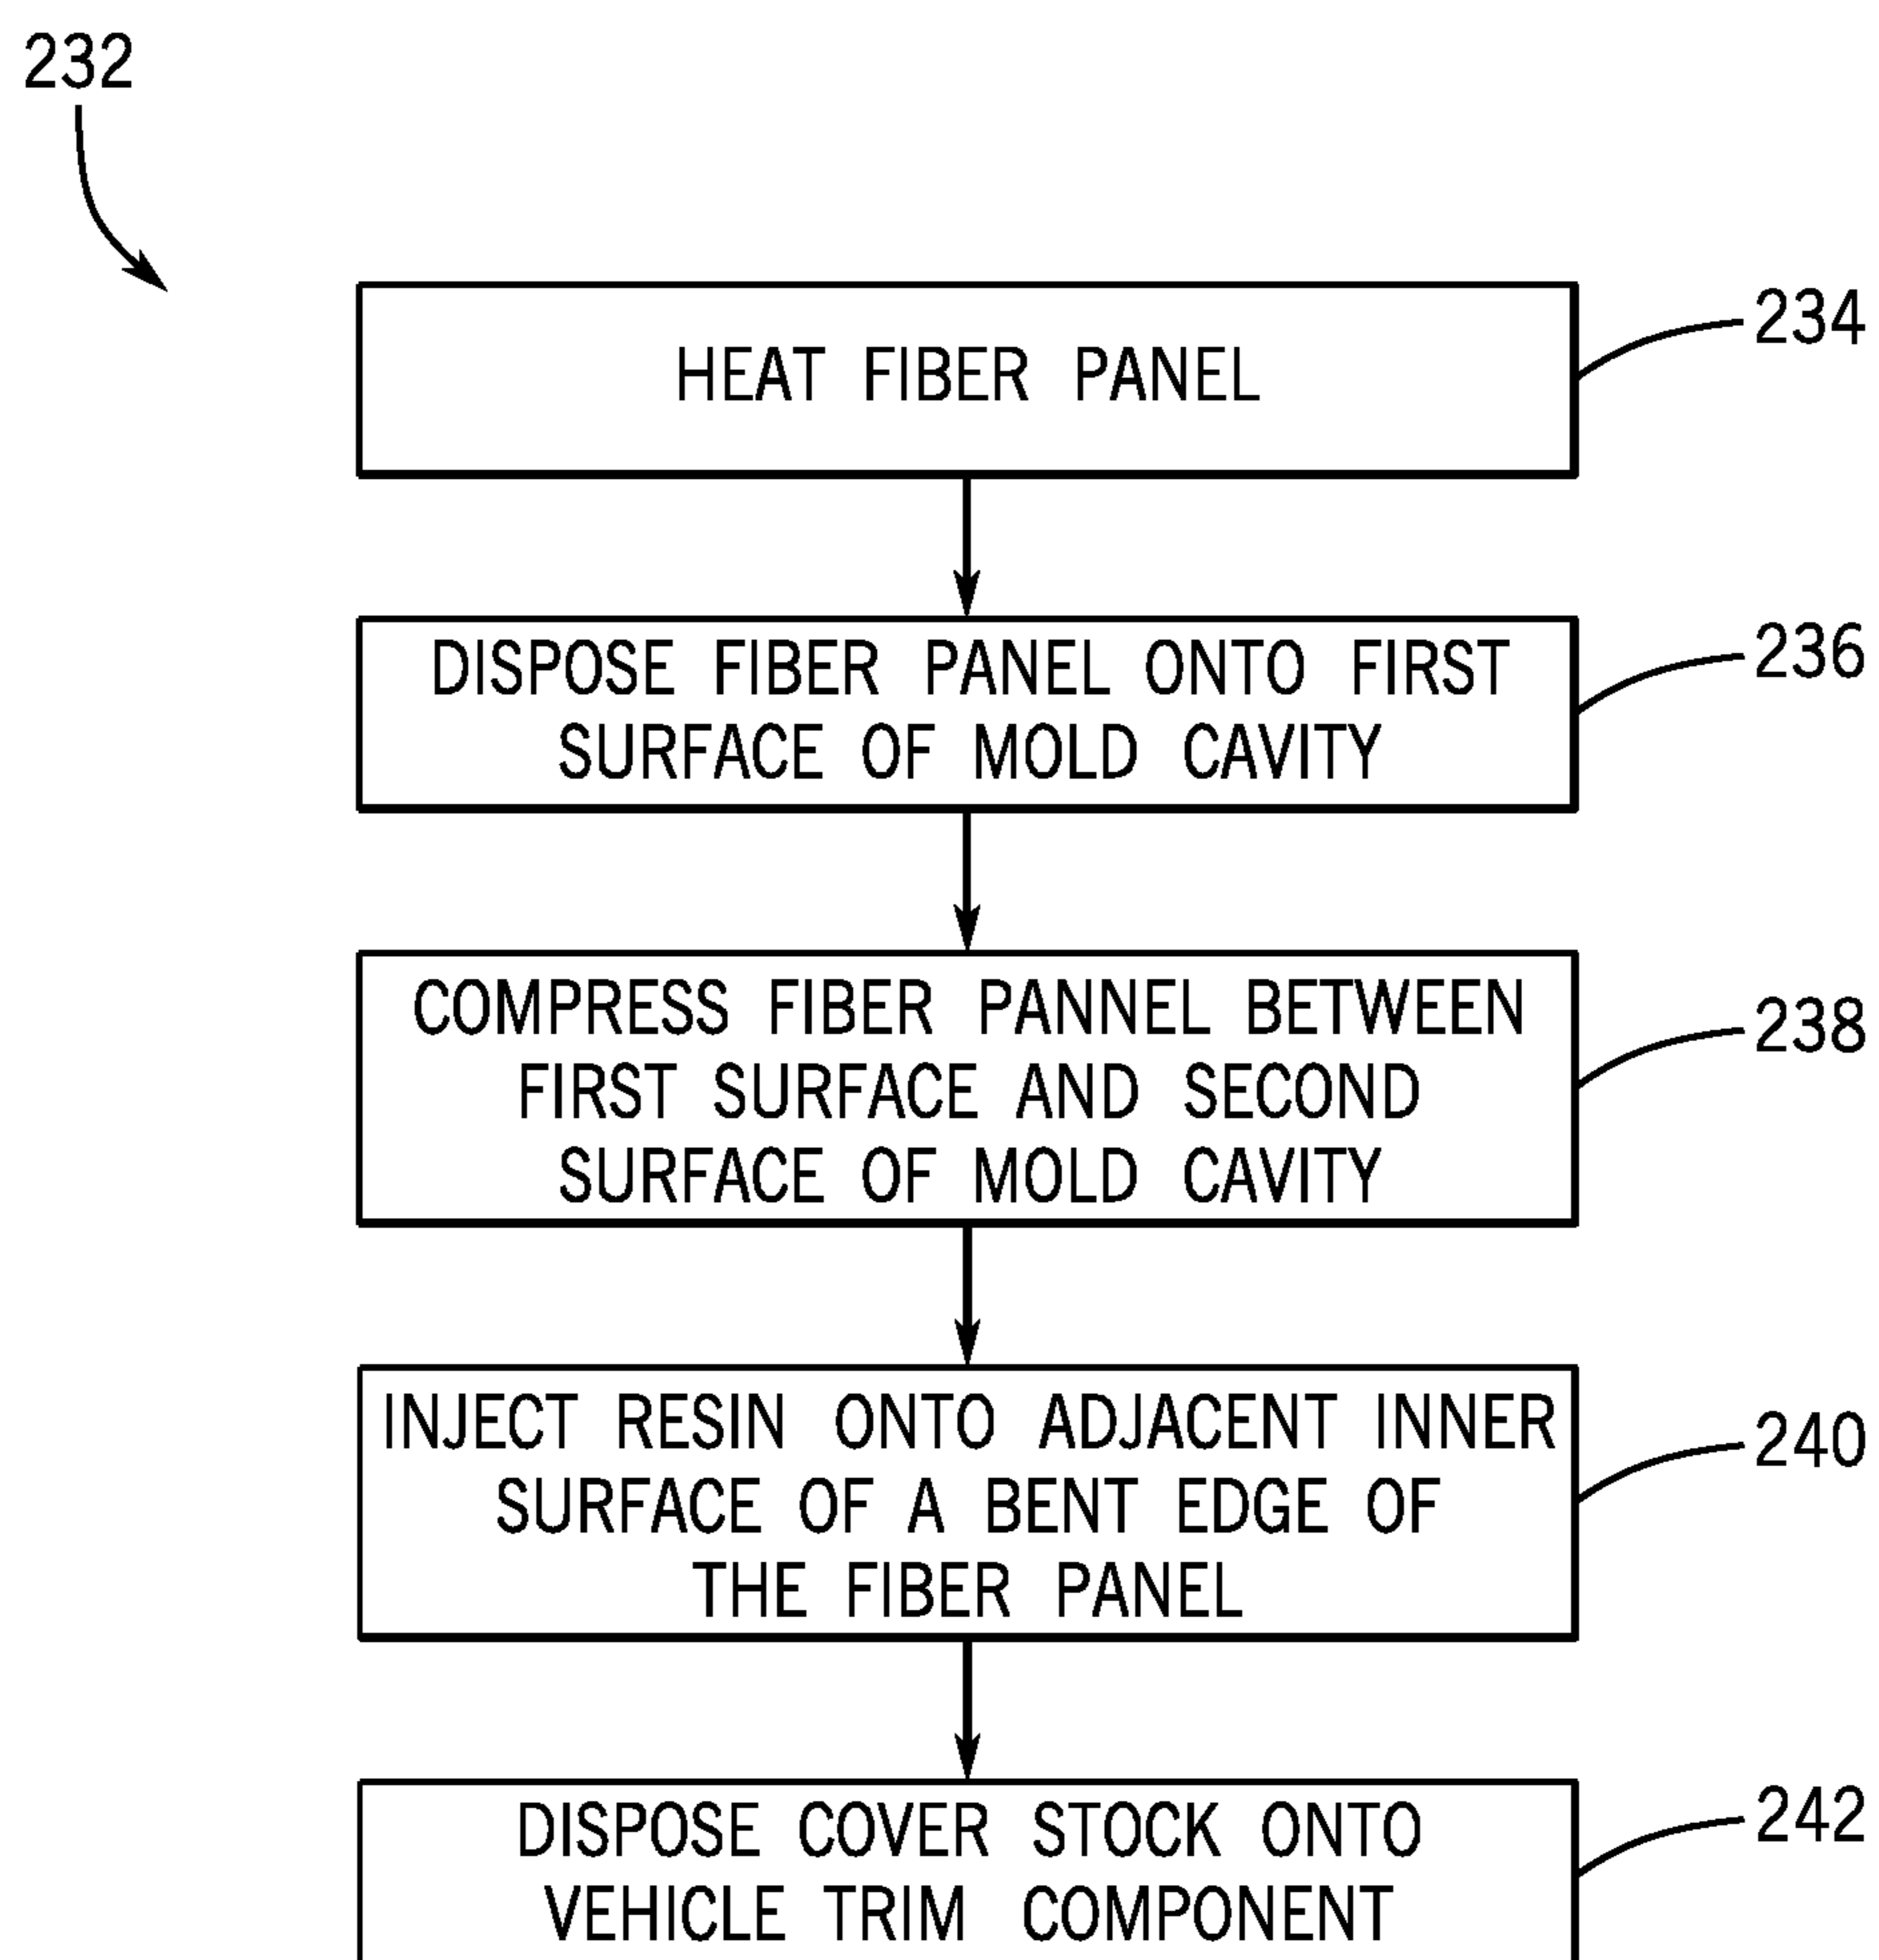 232
HEAT FIBER PANEL
234
DISPOSE FIBER PANEL ONTO FIRST
SURFACE OF MOLD CAVITY
236
COMPRESS FIBER PANNEL BETWEEN
FIRST SURFACE AND SECOND
SURFACE OF MOLD CAVITY
238
INJECT RESIN ONTO ADJACENT INNER
SURFACE OF A BENT EDGE OF
THE FIBER PANEL
240
DISPOSE COVER STOCK ONTO
VEHICLE TRIM COMPONENT
242